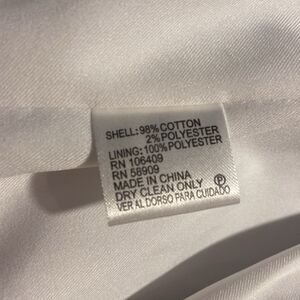 SHELL: 98% COTTON
2% POLYESTER
LINING: 100% POLYESTER
RN 106409
RN 58909
MADE IN CHINA
DRY CLEAN ONLY Ⓟ
VER AL DORSO PARA CUIDADO